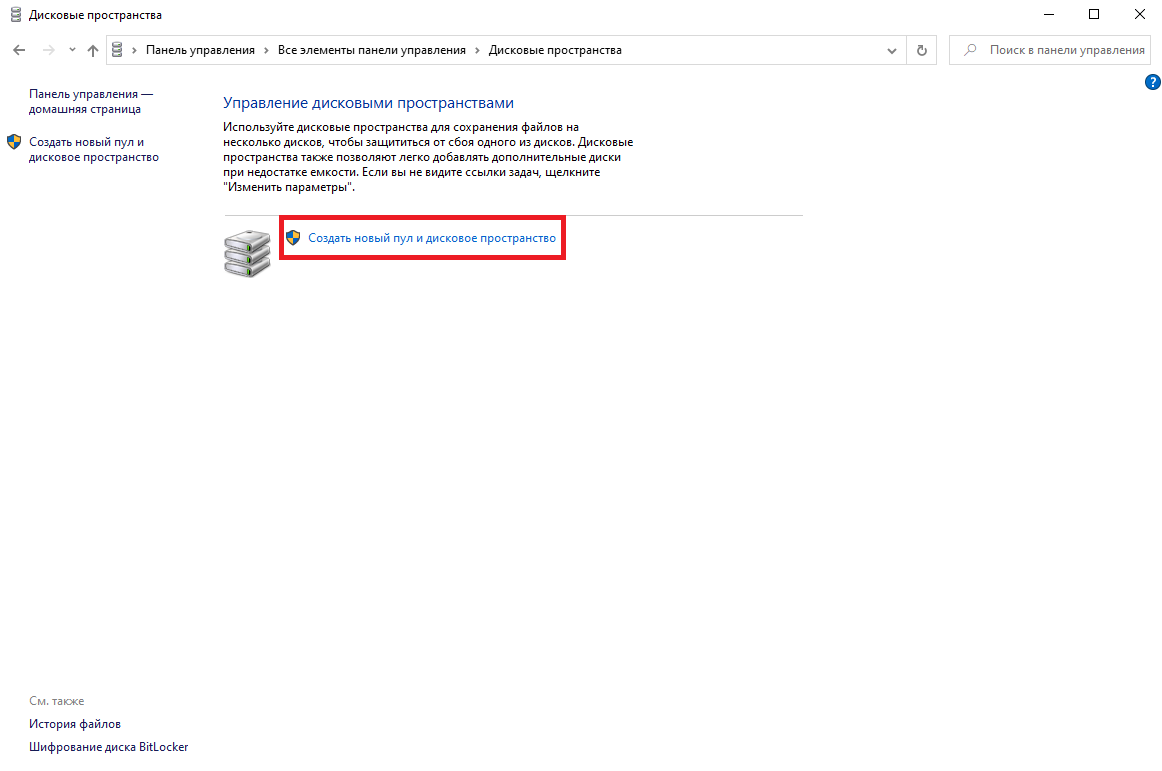 Дисковые пространства
Панель управления
Все элементы панели управления
Дисковые пространства
Поиск в панели управления
?
Панель управления —
домашняя страница
Создать новый пул и
дисковое пространство
Управление дисковыми пространствами
Используйте дисковые пространства для сохранения файлов на
несколько дисков, чтобы защититься от сбоя одного из дисков. Дисковые
пространства также позволяют легко добавлять дополнительные диски
при недостатке емкости. Если вы не видите ссылки задач, щелкните
"Изменить параметры".
Создать новый пул и дисковое пространство
См. также
История файлов
Шифрование диска BitLocker